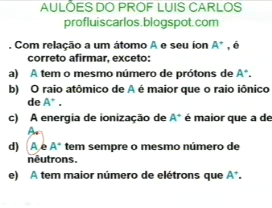 AULÕES DO PROF LUIS CARLOS
profluiscarlos.blogspot.com
. Com relação a um átomo A e seu íon A⁺ , é
correto afirmar, exceto:
a) A tem o mesmo número de prótons de A⁺.
b) O raio atômico de A é maior que o raio iônico
de A⁺ .
c) A energia de ionização de A⁺ é maior que a de
A.
d) A e A⁺ tem sempre o mesmo número de
nêutrons.
e) A tem maior número de elétrons que A⁺.